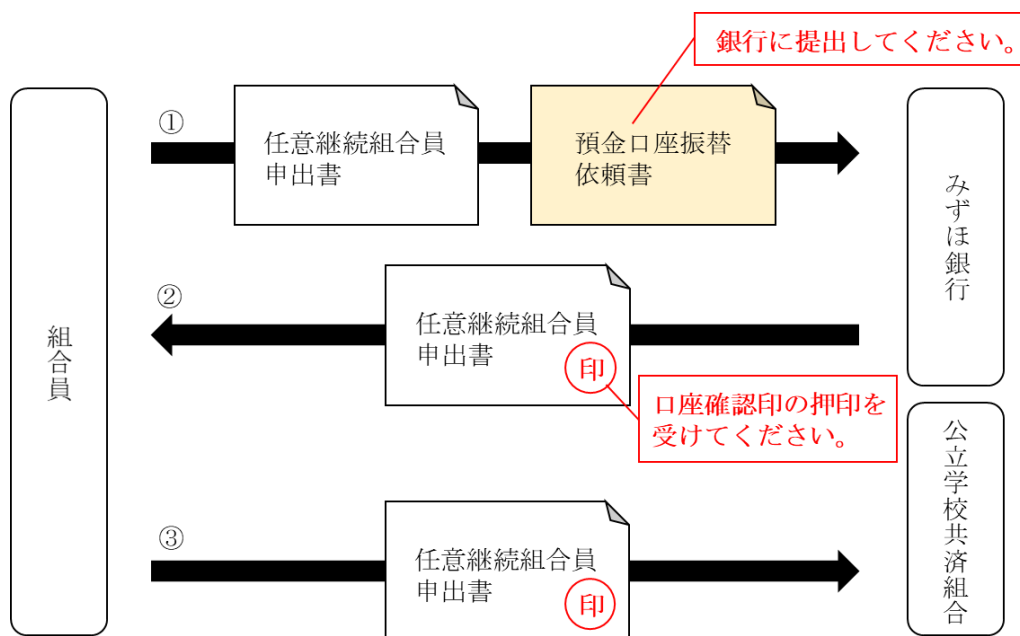 銀行に提出してください。
①
任意継続組合員
申出書
預金口座振替
依頼書
みずほ銀行
②
任意継続組合員
申出書
印
組合員
口座確認印の押印を
受けてください。
公立学校共済組合
③
任意継続組合員
申出書
印